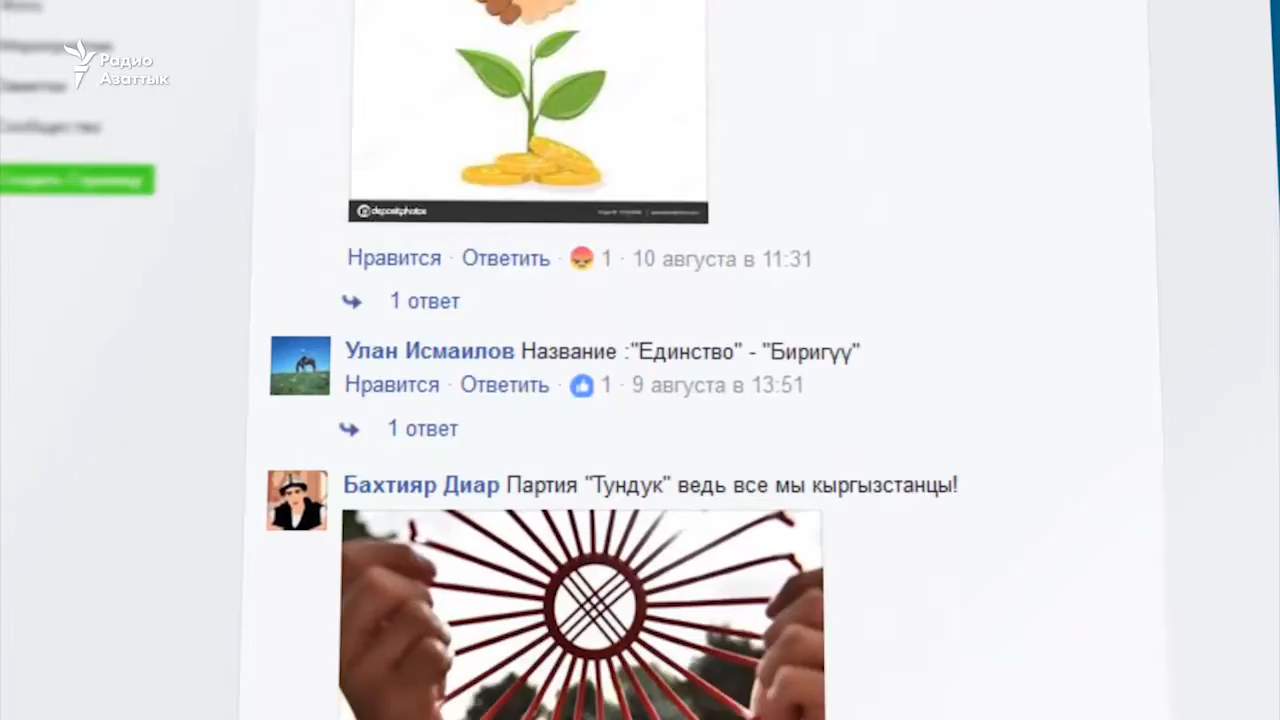 Радио
Азаттык
depositphotos
Нравится · Ответить · 1 · 10 августа в 11:31
1 ответ
Улан Исмаилов Название :"Единство" - "Биригүү"
Нравится · Ответить · 1 · 9 августа в 13:51
1 ответ
Бахтияр Диар Партия "Тундук" ведь все мы кыргызстанцы!